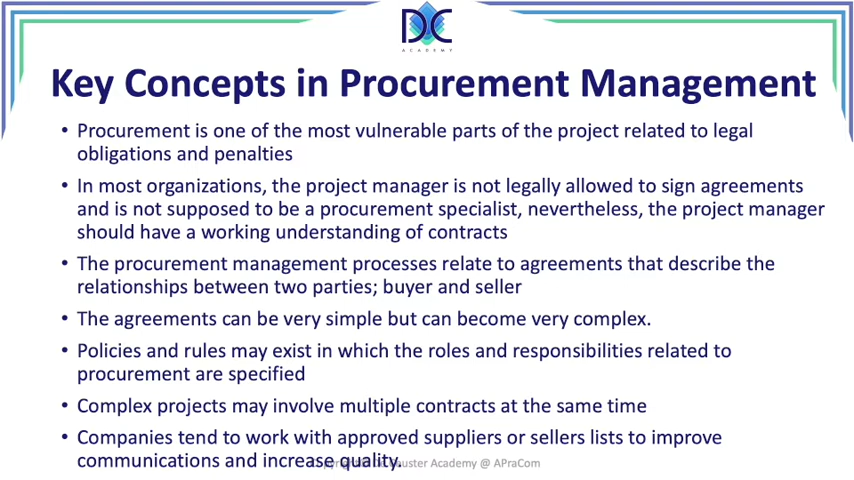 DC
ACADEMY
Key Concepts in Procurement Management
• Procurement is one of the most vulnerable parts of the project related to legal
obligations and penalties
• In most organizations, the project manager is not legally allowed to sign agreements
and is not supposed to be a procurement specialist, nevertheless, the project manager
should have a working understanding of contracts
• The procurement management processes relate to agreements that describe the
relationships between two parties; buyer and seller
• The agreements can be very simple but can become very complex.
• Policies and rules may exist in which the roles and responsibilities related to
procurement are specified
• Complex projects may involve multiple contracts at the same time
• Companies tend to work with approved suppliers or sellers lists to improve
communications and increase quality.
Academy @ APraCom